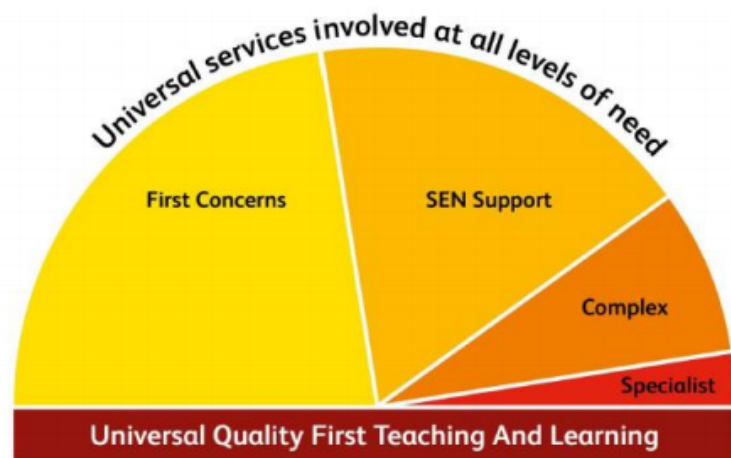 Universal services involved at all levels of need
First Concerns
SEN Support
Complex
Specialist
Universal Quality First Teaching And Learning